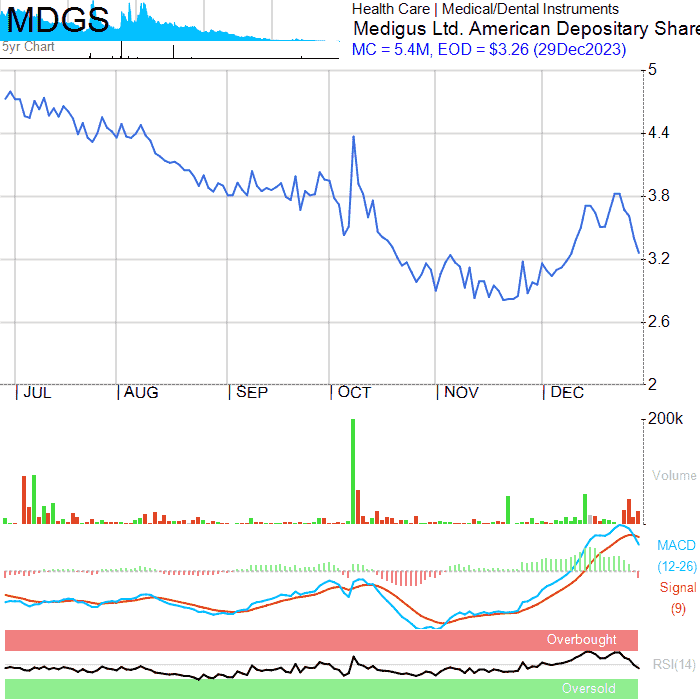 MDGS
5yr Chart
Health Care | Medical/Dental Instruments
Medigus Ltd. American Depositary Share
MC = 5.4M, EOD = $3.26 (29Dec2023)
5
4.4
3.8
3.2
2.6
2
JUL AUG SEP OCT NOV DEC
200k
Volume
MACD
(12-26)
Signal
(9)
Overbought
RSI(14)
Oversold